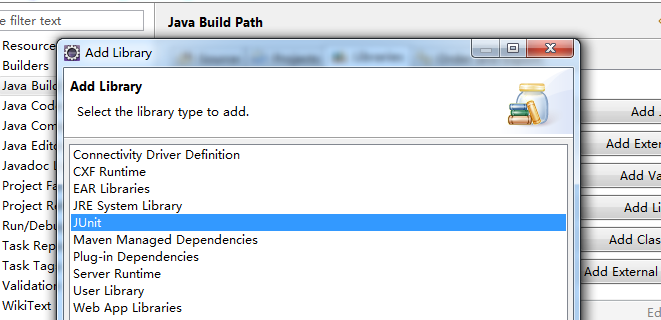 e filter text
Java Build Path
Resource
Builders
Java Build
Java Cod
Java Com
Java Edito
Javadoc L
Project Fa
Project Re
Run/Debu
Task Rep
Task Tag
Validation
WikiText
Add Library
Add Library
Select the library type to add.
Connectivity Driver Definition
CXF Runtime
EAR Libraries
JRE System Library
JUnit
Maven Managed Dependencies
Plug-in Dependencies
Server Runtime
User Library
Web App Libraries
Add
Add Exter
Add Va
Add Li
Add Clas
Add External
Ed